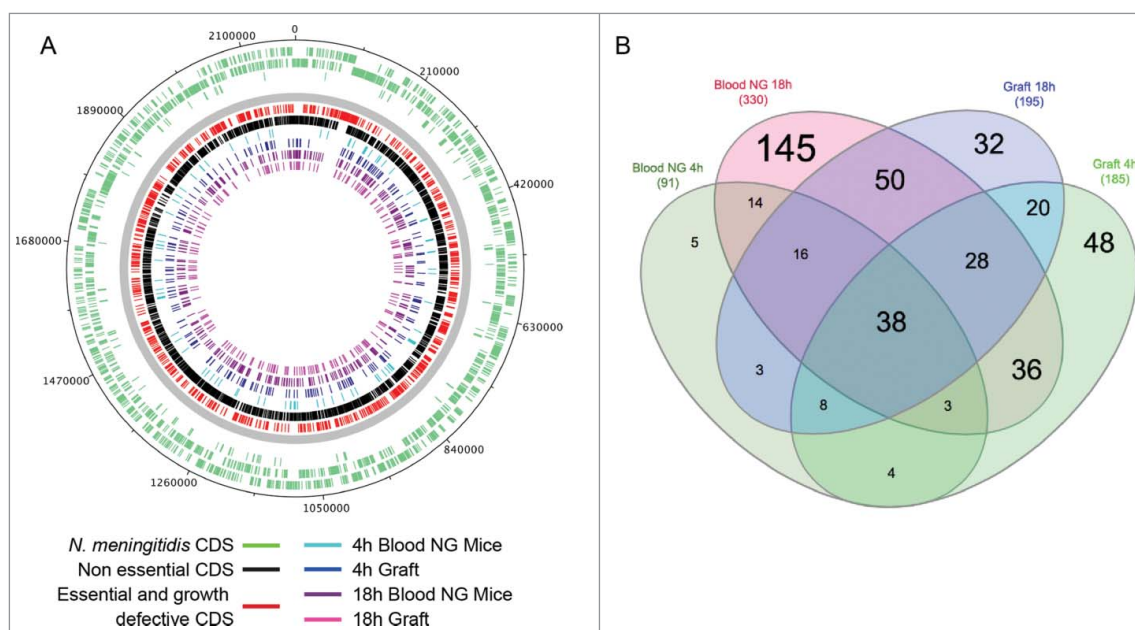 A
0
210000
420000
630000
840000
1050000
1260000
1470000
1680000
1890000
2100000
N. meningitidis CDS
Non essential CDS
Essential and growth
defective CDS
4h Blood NG Mice
4h Graft
18h Blood NG Mice
18h Graft
B
Blood NG 18h
(330)
Graft 18h
(195)
Blood NG 4h
(91)
Graft 4h
(185)
145
32
50
14
20
5
16
28
48
38
3
36
8
3
4